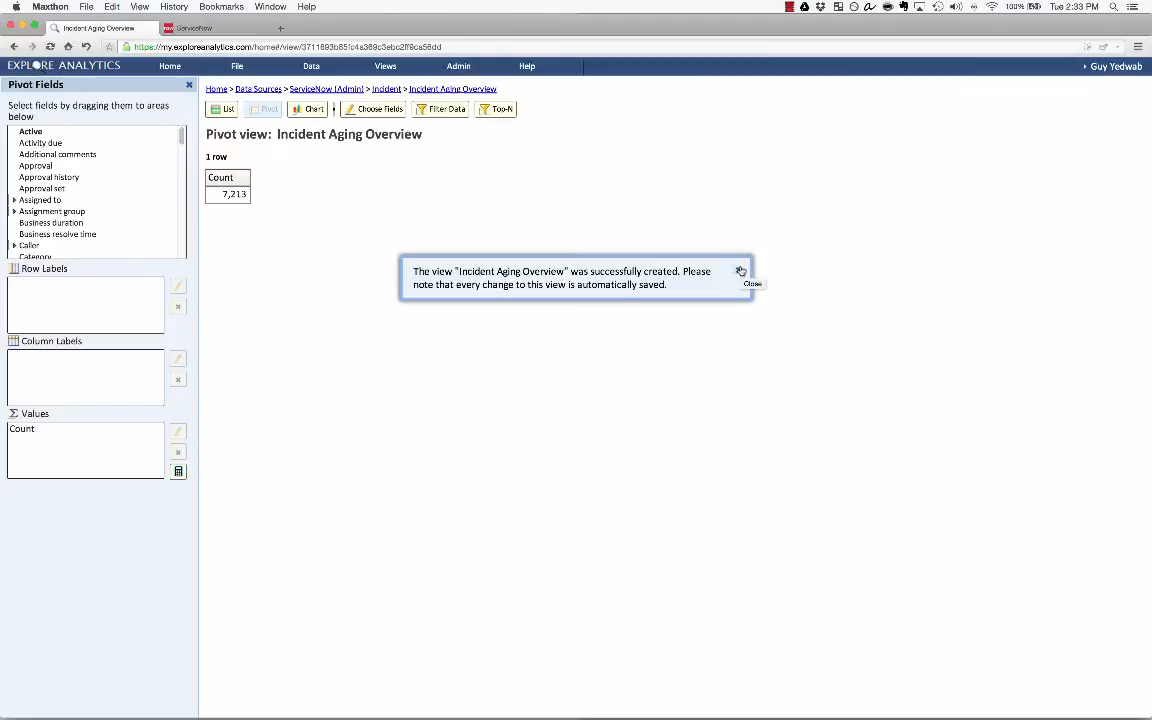 Maxthon File Edit View History Bookmarks Window Help 100% Tue 2:33 PM
Incident Aging Overview ServiceNow
https://my.exploreanalytics.com/home#/view/3711693b85fc4a369c3ebc2ff9ca56dd
EXPLORE ANALYTICS Home File Data Views Admin Help Guy Yedwab
Pivot Fields
Select fields by dragging them to areas
below
Active
Activity due
Additional comments
Approval
Approval history
Approval set
Assigned to
Assignment group
Business duration
Business resolve time
Caller
Category
Row Labels
Column Labels
Σ Values
Count
Home > Data Sources > ServiceNow (Admin) > Incident > Incident Aging Overview
List Pivot Chart Choose Fields Filter Data Top-N
Pivot view: Incident Aging Overview
1 row
Count
7,213
The view "Incident Aging Overview" was successfully created. Please
note that every change to this view is automatically saved.
Close